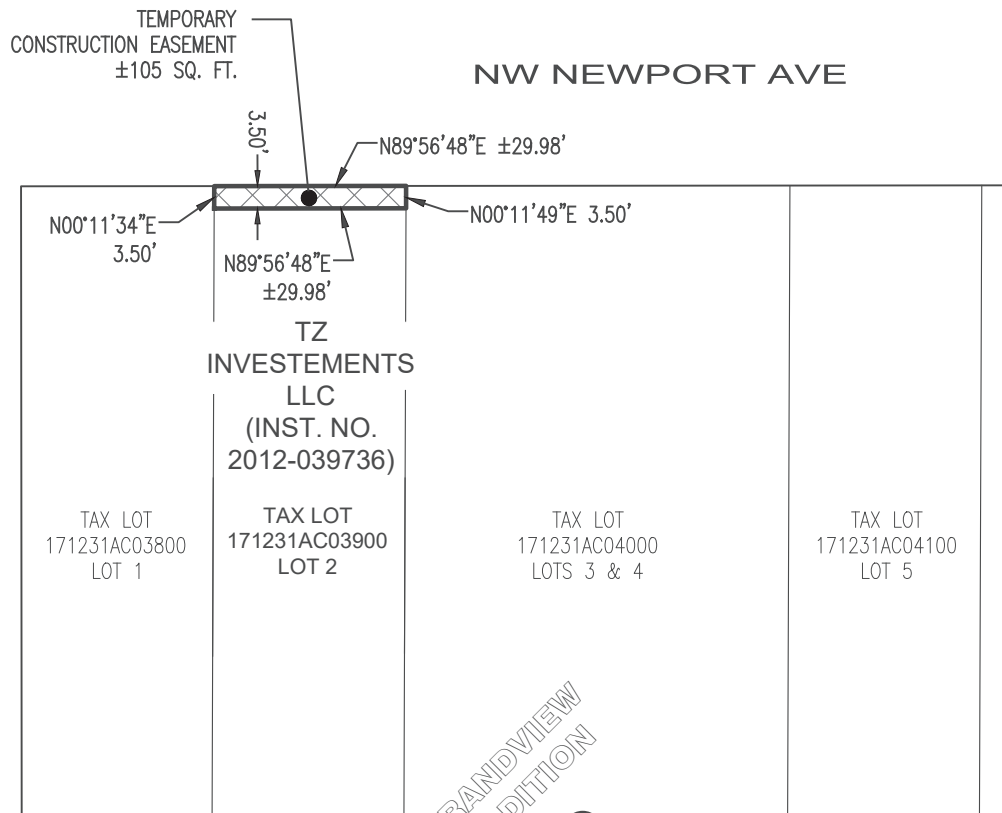 TEMPORARY
CONSTRUCTION EASEMENT
±105 SQ. FT.
NW NEWPORT AVE
3.50'
N89°56'48"E ±29.98'
N00°11'34"E
3.50'
N00°11'49"E 3.50'
N89°56'48"E
±29.98'
TZ
INVESTEMENTS
LLC
(INST. NO.
2012-039736)
TAX LOT
171231AC03800
LOT 1
TAX LOT
171231AC03900
LOT 2
TAX LOT
171231AC04000
LOTS 3 & 4
TAX LOT
171231AC04100
LOT 5
RANDVIEW
DITION